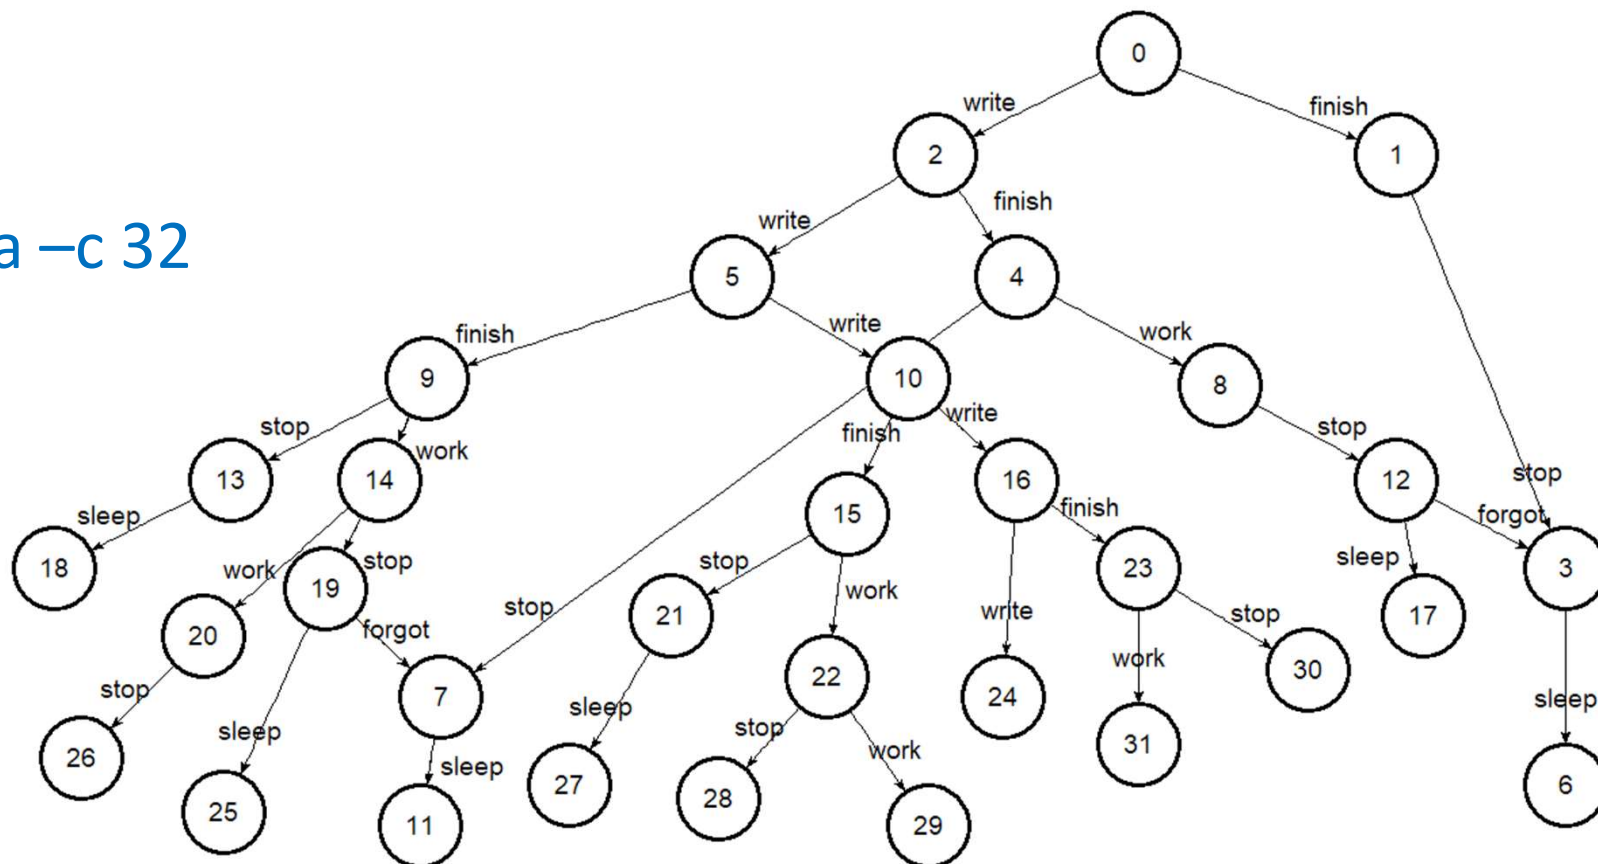 0
write
finish
2
1
finish
write
a –c 32
5
4
write
work
finish
9
10
8
write
stop
finish
stop
work
13
14
16
12
stop
finish
forgot
15
sleep
18
work
stop
19
stop
sleep
23
3
work
stop
write
stop
20
forgot
21
17
work
30
22
stop
7
24
sleep
sleep
sleep
stop
31
work
26
sleep
27
28
6
25
11
29